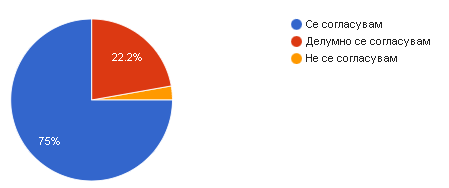 Се согласувам
Делумно се согласувам
Не се согласувам
22.2%
75%